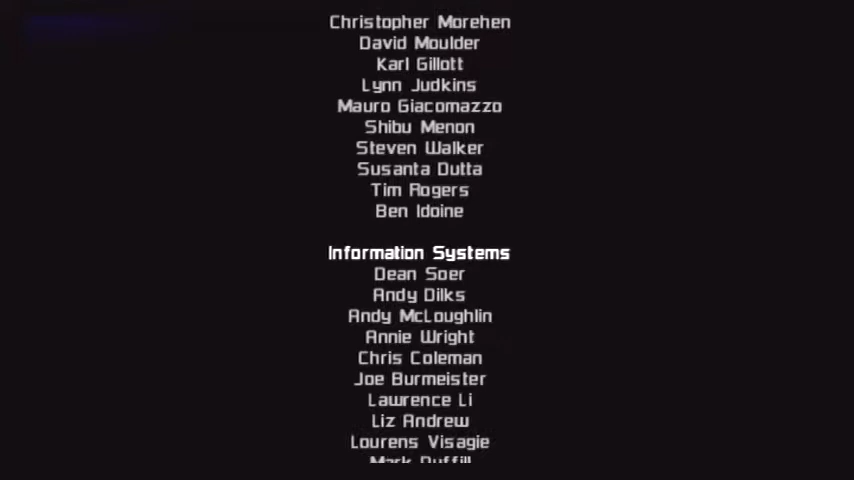 Christopher Morehen
David Moulder
Karl Gillott
Lynn Judkins
Mauro Giacomazzo
Shibu Menon
Steven Walker
Susanta Dutta
Tim Rogers
Ben Idoine
Information Systems
Dean Soer
Andy Dilks
Andy McLoughlin
Annie Wright
Chris Coleman
Joe Burmeister
Lawrence Li
Liz Andrew
Lourens Visagie
Mark